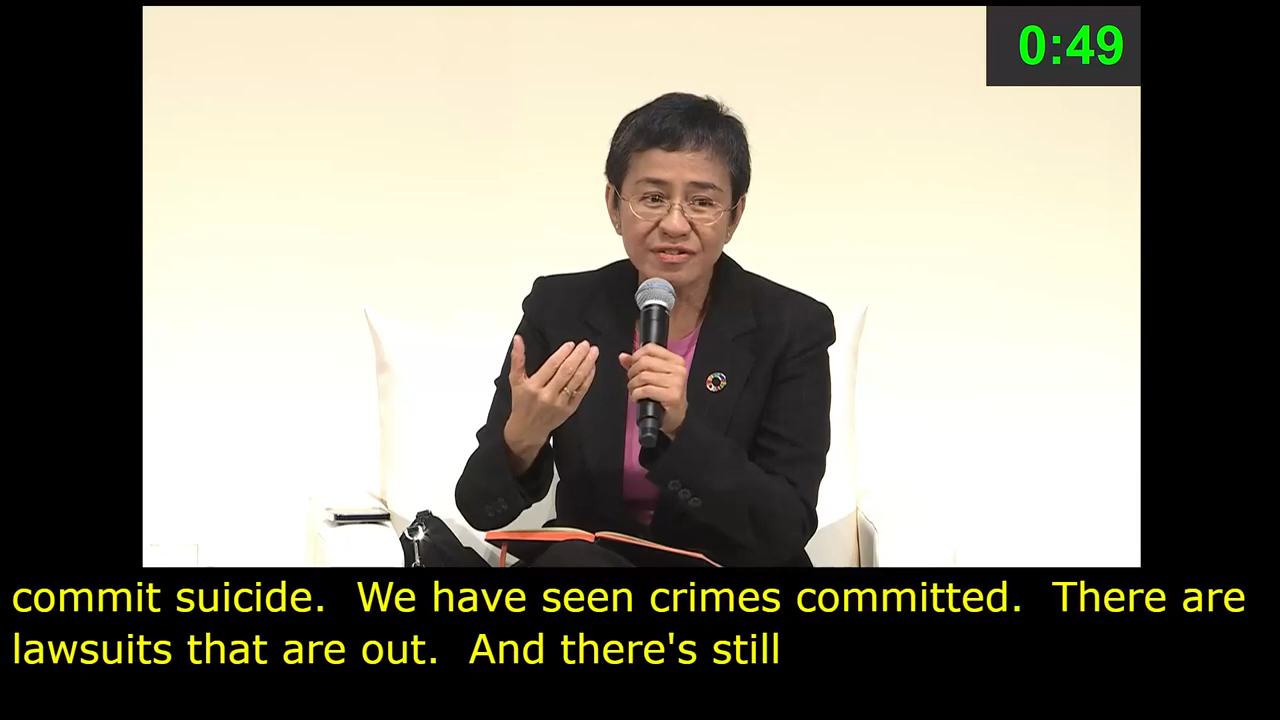 0:49
commit suicide.  We have seen crimes committed.  There are
lawsuits that are out.  And there's still